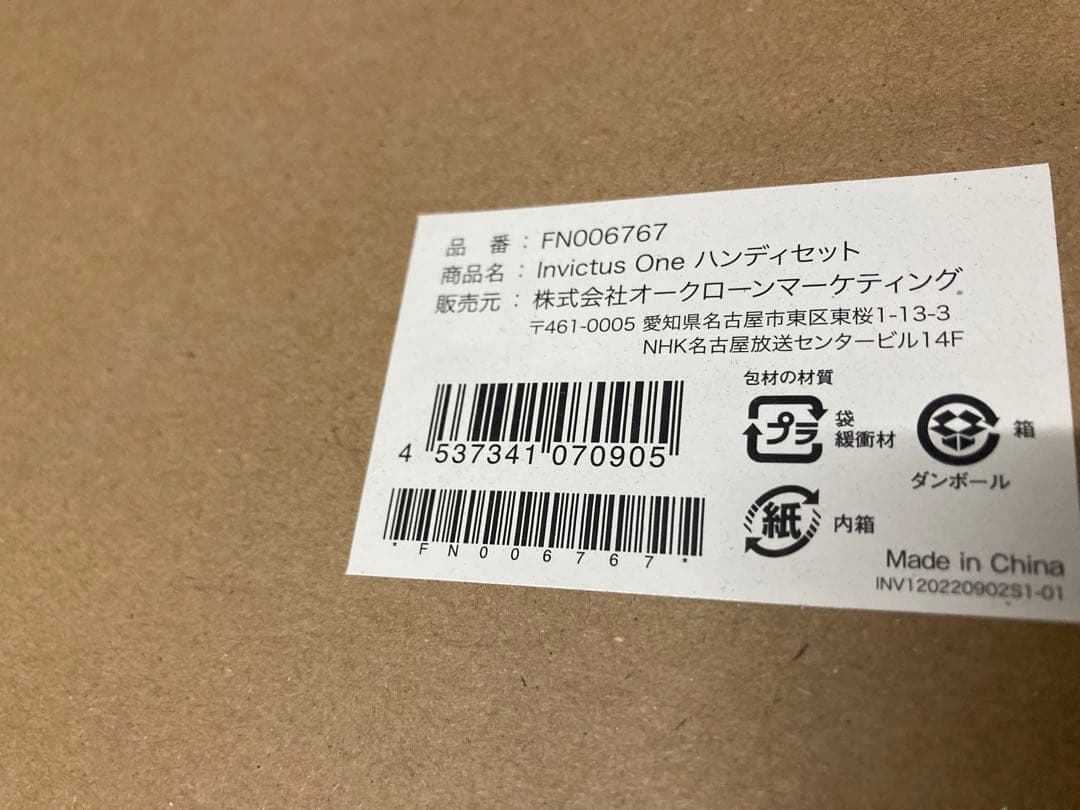 品 番 : FN006767
商品名 : Invictus One ハンディセット
販売元 : 株式会社オークローンマーケティング
〒461-0005 愛知県名古屋市東区東桜1-13-3
NHK名古屋放送センタービル14F
包材の材質
プラ 袋
緩衝材
箱
ダンボール
紙 内箱
4 537341 070905
*FN006767*
Made in China
INV120220902S1-01